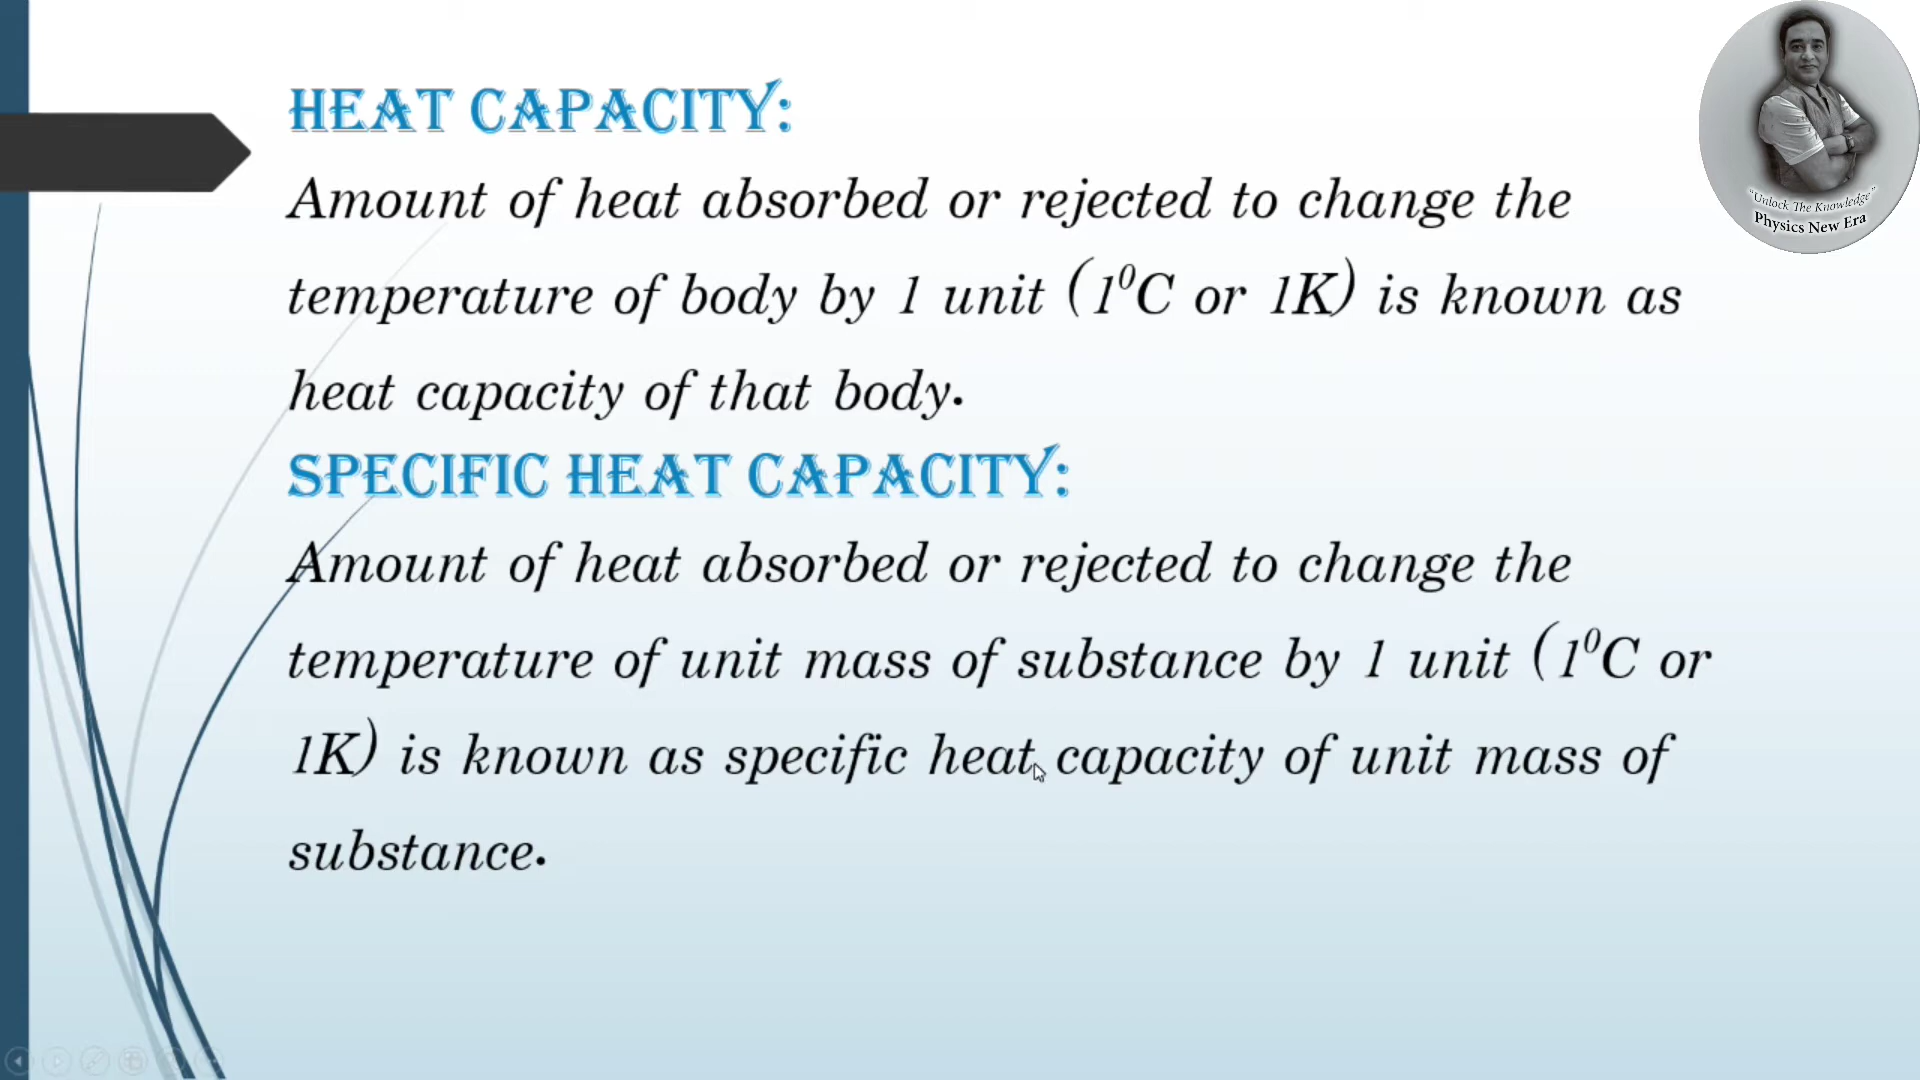 HEAT CAPACITY:
Amount of heat absorbed or rejected to change the
temperature of body by 1 unit (1⁰C or 1K) is known as
heat capacity of that body.
SPECIFIC HEAT CAPACITY:
Amount of heat absorbed or rejected to change the
temperature of unit mass of substance by 1 unit (1⁰C or
1K) is known as specific heat capacity of unit mass of
substance.
"Unlock The Knowledge"
Physics New Era